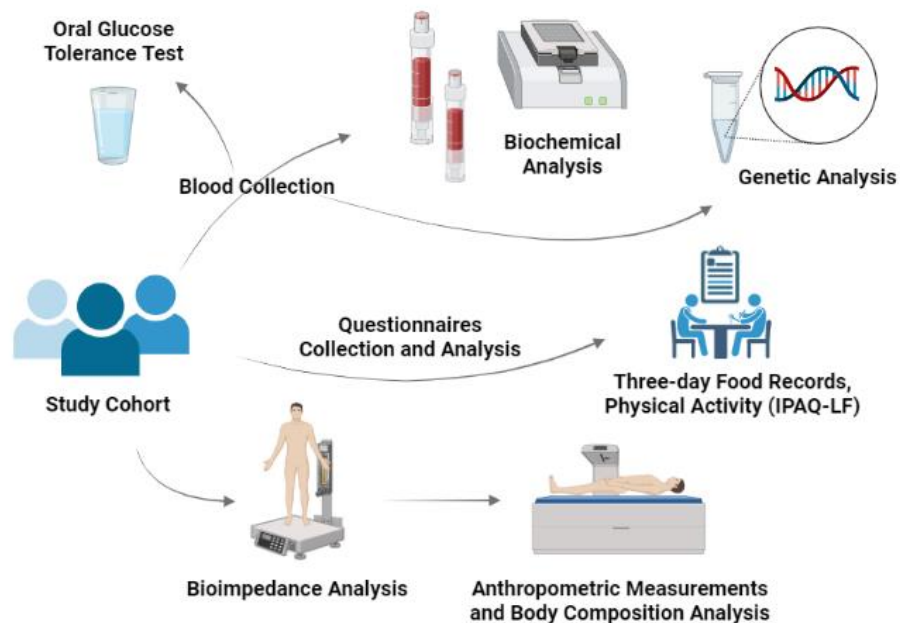 Oral Glucose
Tolerance Test
Biochemical
Analysis
Genetic Analysis
Blood Collection
Questionnaires
Collection and Analysis
Study Cohort
Three-day Food Records,
Physical Activity (IPAQ-LF)
Bioimpedance Analysis
Anthropometric Measurements
and Body Composition Analysis